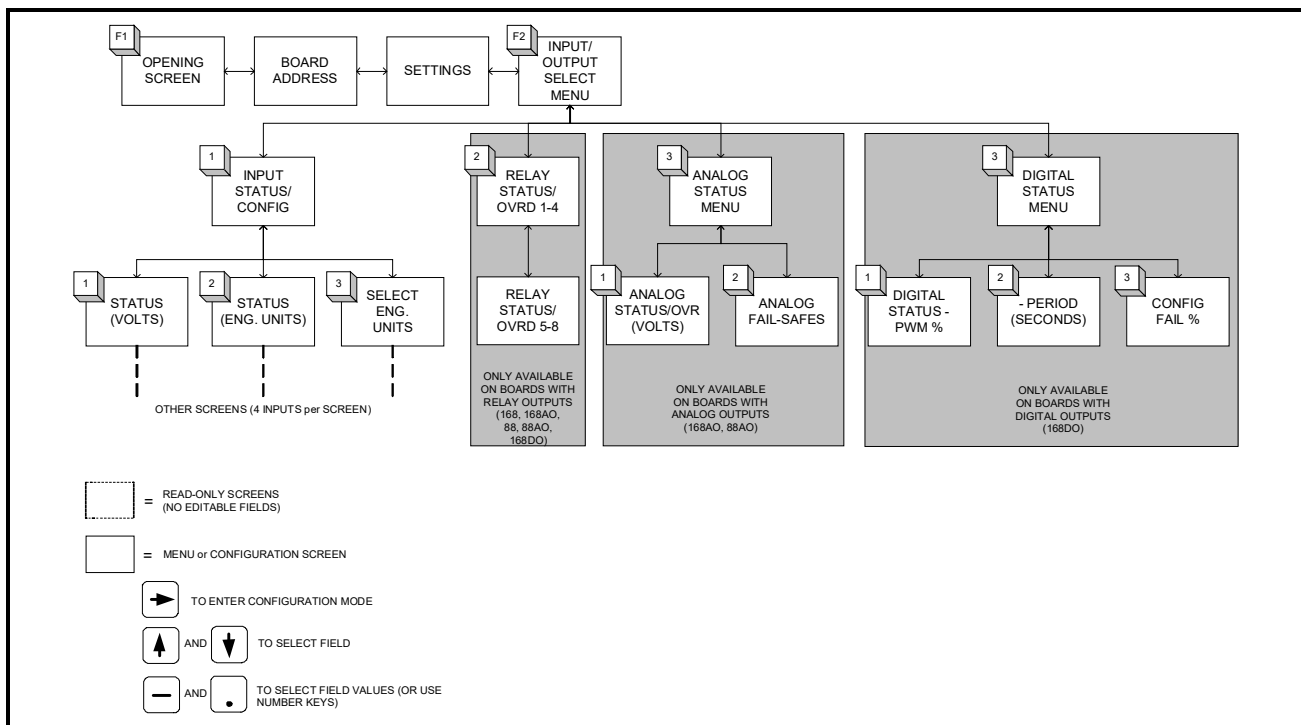 F1
OPENING
SCREEN
BOARD
ADDRESS
SETTINGS
F2
INPUT/
OUTPUT
SELECT
MENU
1
INPUT
STATUS/
CONFIG
2
RELAY
STATUS/
OVRD 1-4
3
ANALOG
STATUS
MENU
3
DIGITAL
STATUS
MENU
1
STATUS
(VOLTS)
2
STATUS
(ENG. UNITS)
3
SELECT
ENG.
UNITS
RELAY
STATUS/
OVRD 5-8
1
ANALOG
STATUS/OVR
(VOLTS)
2
ANALOG
FAIL-SAFES
1
DIGITAL
STATUS -
PWM %
2
- PERIOD
(SECONDS)
3
CONFIG
FAIL %
OTHER SCREENS (4 INPUTS per SCREEN)
ONLY AVAILABLE
ON BOARDS WITH
RELAY OUTPUTS
(168, 168AO,
88, 88AO,
168DO)
ONLY AVAILABLE
ON BOARDS WITH
ANALOG OUTPUTS
(168AO, 88AO)
ONLY AVAILABLE
ON BOARDS WITH
DIGITAL OUTPUTS
(168DO)
= READ-ONLY SCREENS
(NO EDITABLE FIELDS)
= MENU or CONFIGURATION SCREEN
TO ENTER CONFIGURATION MODE
AND TO SELECT FIELD
AND TO SELECT FIELD VALUES (OR USE
NUMBER KEYS)